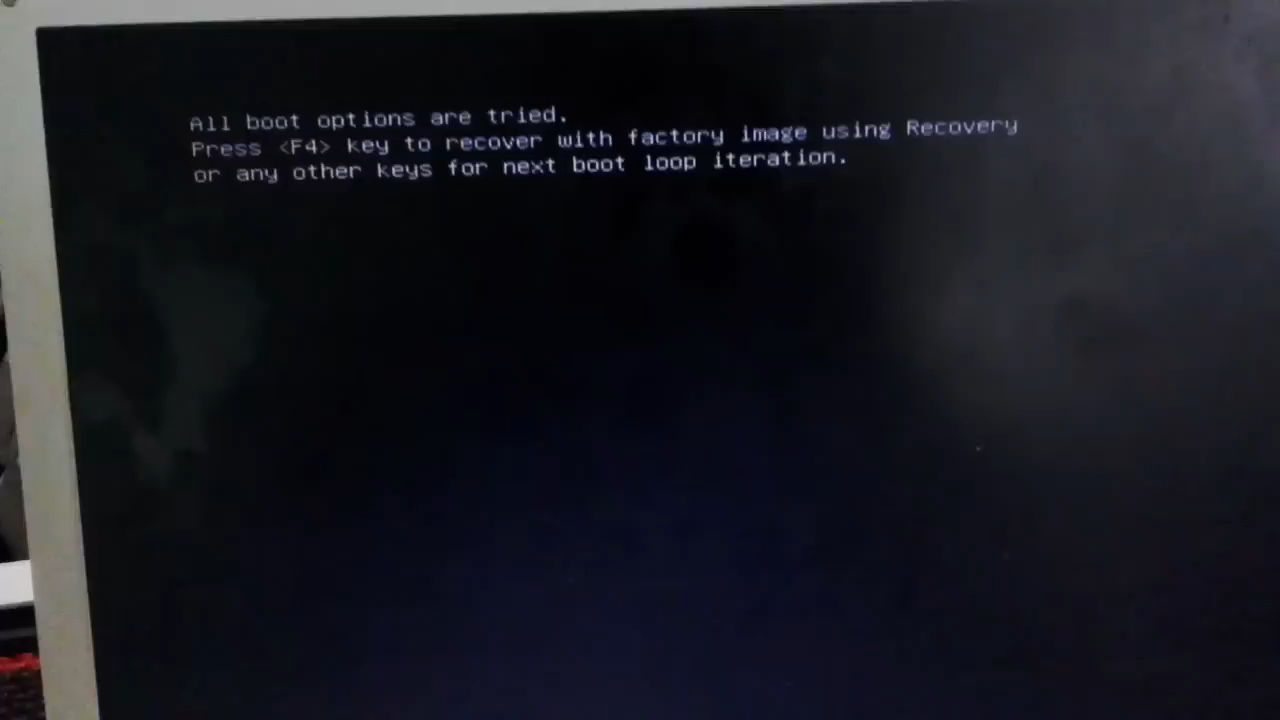 All boot options are tried.
Press <F4> key to recover with factory image using Recovery
or any other keys for next boot loop iteration.